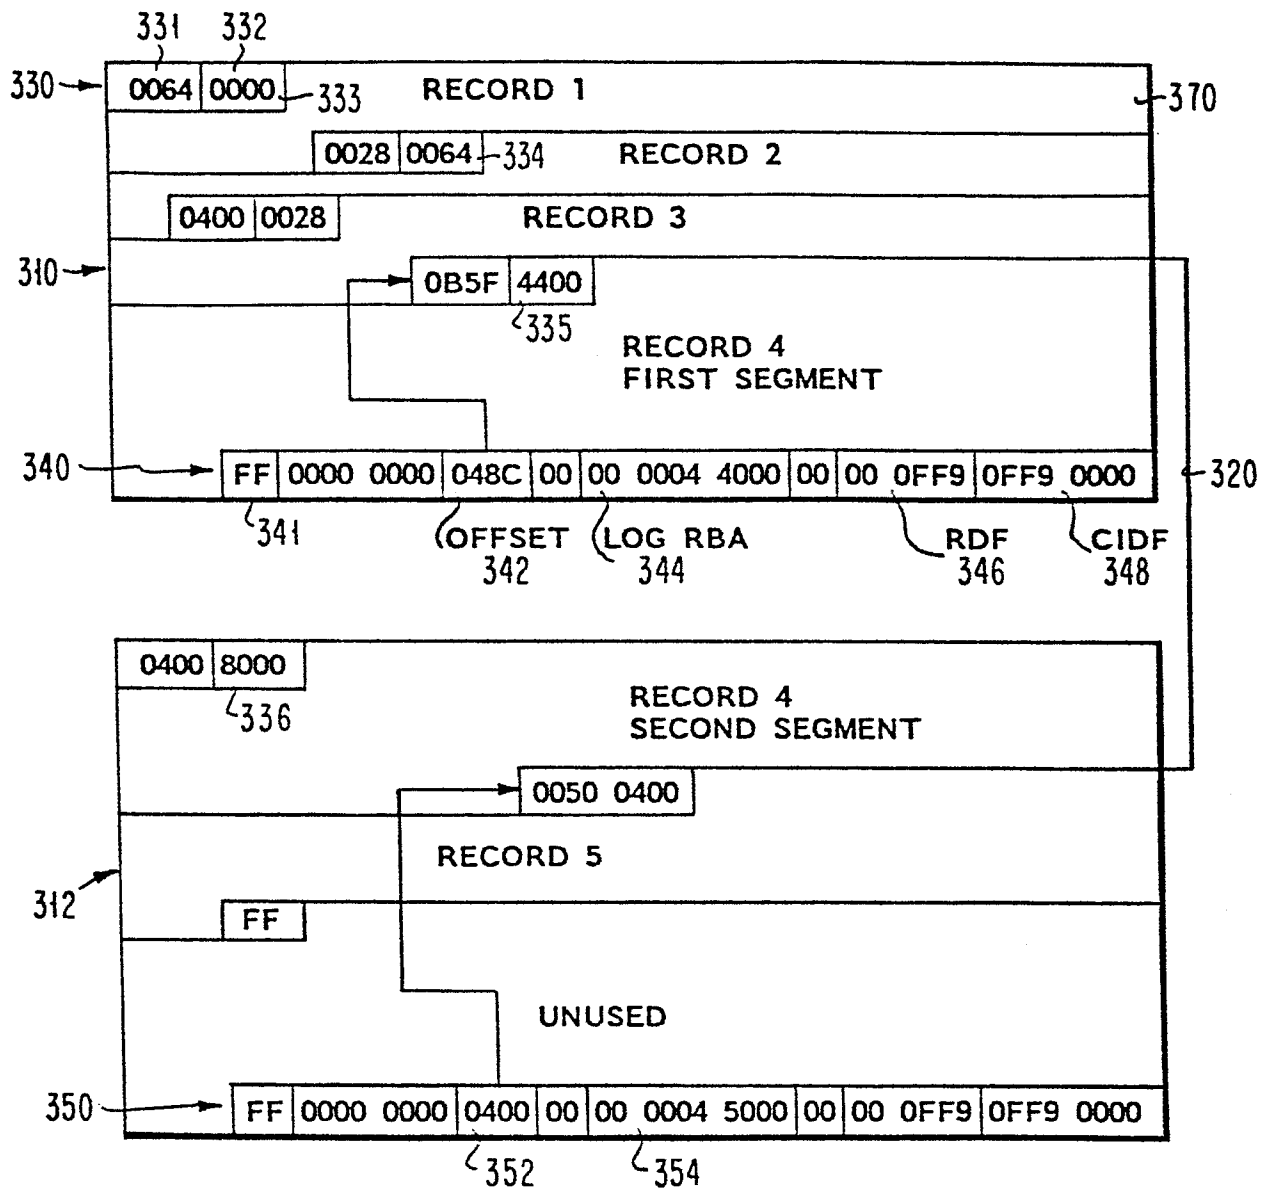 331 332
330 0064 0000 333 RECORD 1 370
0028 0064 334 RECORD 2
0400 0028 RECORD 3
310 0B5F 4400
335
RECORD 4
FIRST SEGMENT
340 FF 0000 0000 048C 00 00 0004 4000 00 00 0FF9 0FF9 0000 320
341 OFFSET LOG RBA RDF CIDF
342 344 346 348
0400 8000
336 RECORD 4
SECOND SEGMENT
0050 0400
RECORD 5
312
FF
UNUSED
350 FF 0000 0000 0400 00 00 0004 5000 00 00 0FF9 0FF9 0000
352 354